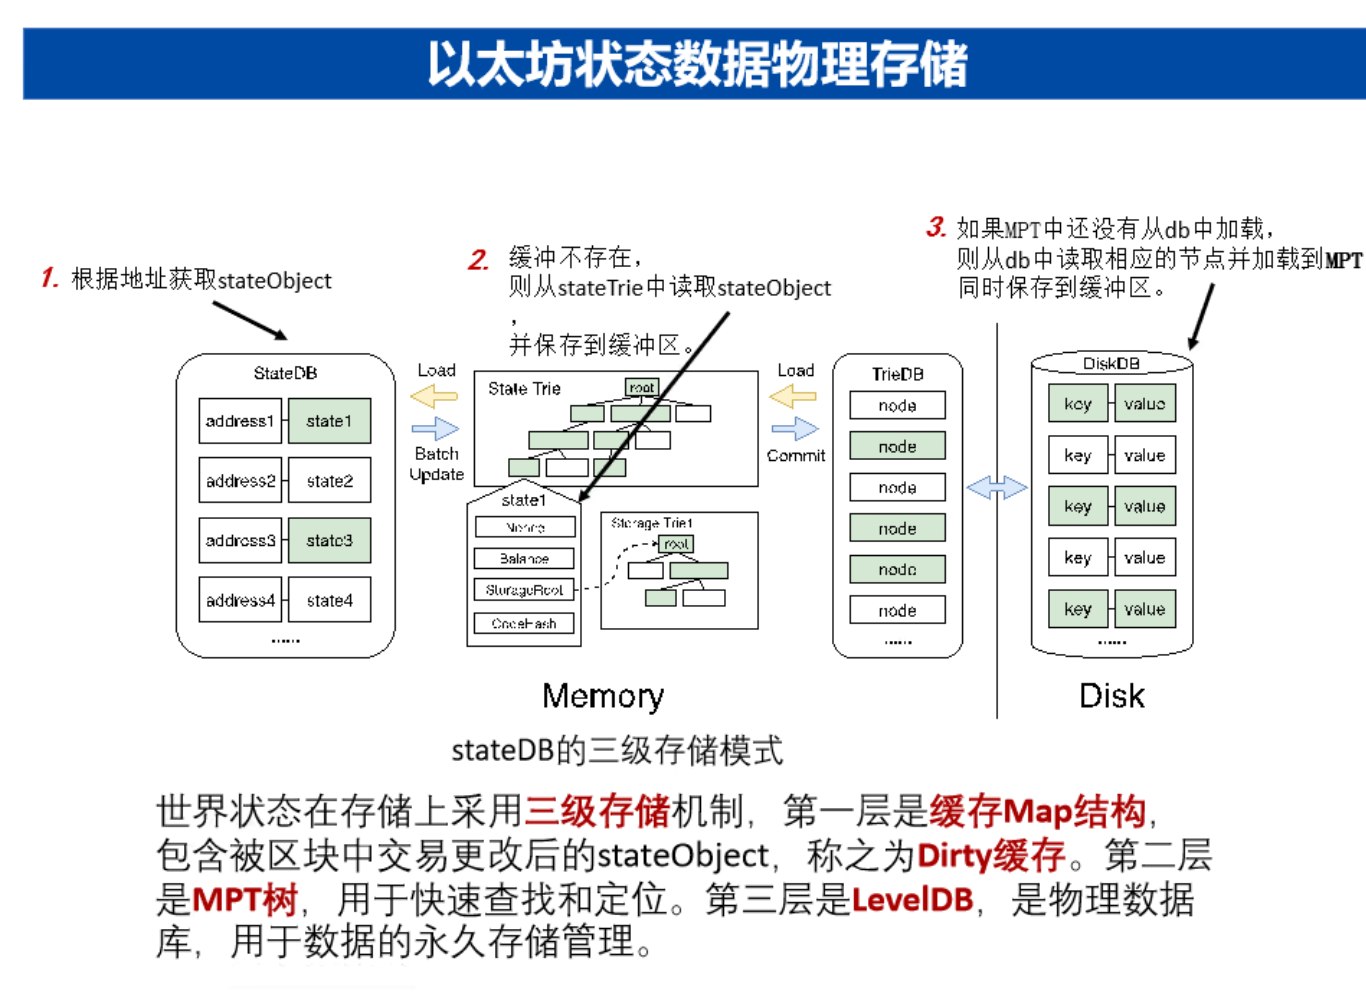 以太坊状态数据物理存储
1. 根据地址获取stateObject
2. 缓冲不存在，
则从stateTrie中读取stateObject
，
并保存到缓冲区。
3. 如果MPT中还没有从db中加载，
则从db中读取相应的节点并加载到MPT
同时保存到缓冲区。
StateDB
address1 state1
address2 state2
address3 state3
address4 state4
......
Load
Batch
Update
State Trie
root
state1
Nonce
Balance
StorageRoot
CodeHash
Storage Trie1
root
Load
Commit
TrieDB
node
node
node
node
node
node
......
DiskDB
key value
key value
key value
key value
key value
......
Memory
Disk
stateDB的三级存储模式
世界状态在存储上采用三级存储机制，第一层是缓存Map结构，
包含被区块中交易更改后的stateObject，称之为Dirty缓存。第二层
是MPT树，用于快速查找和定位。第三层是LevelDB，是物理数据
库，用于数据的永久存储管理。